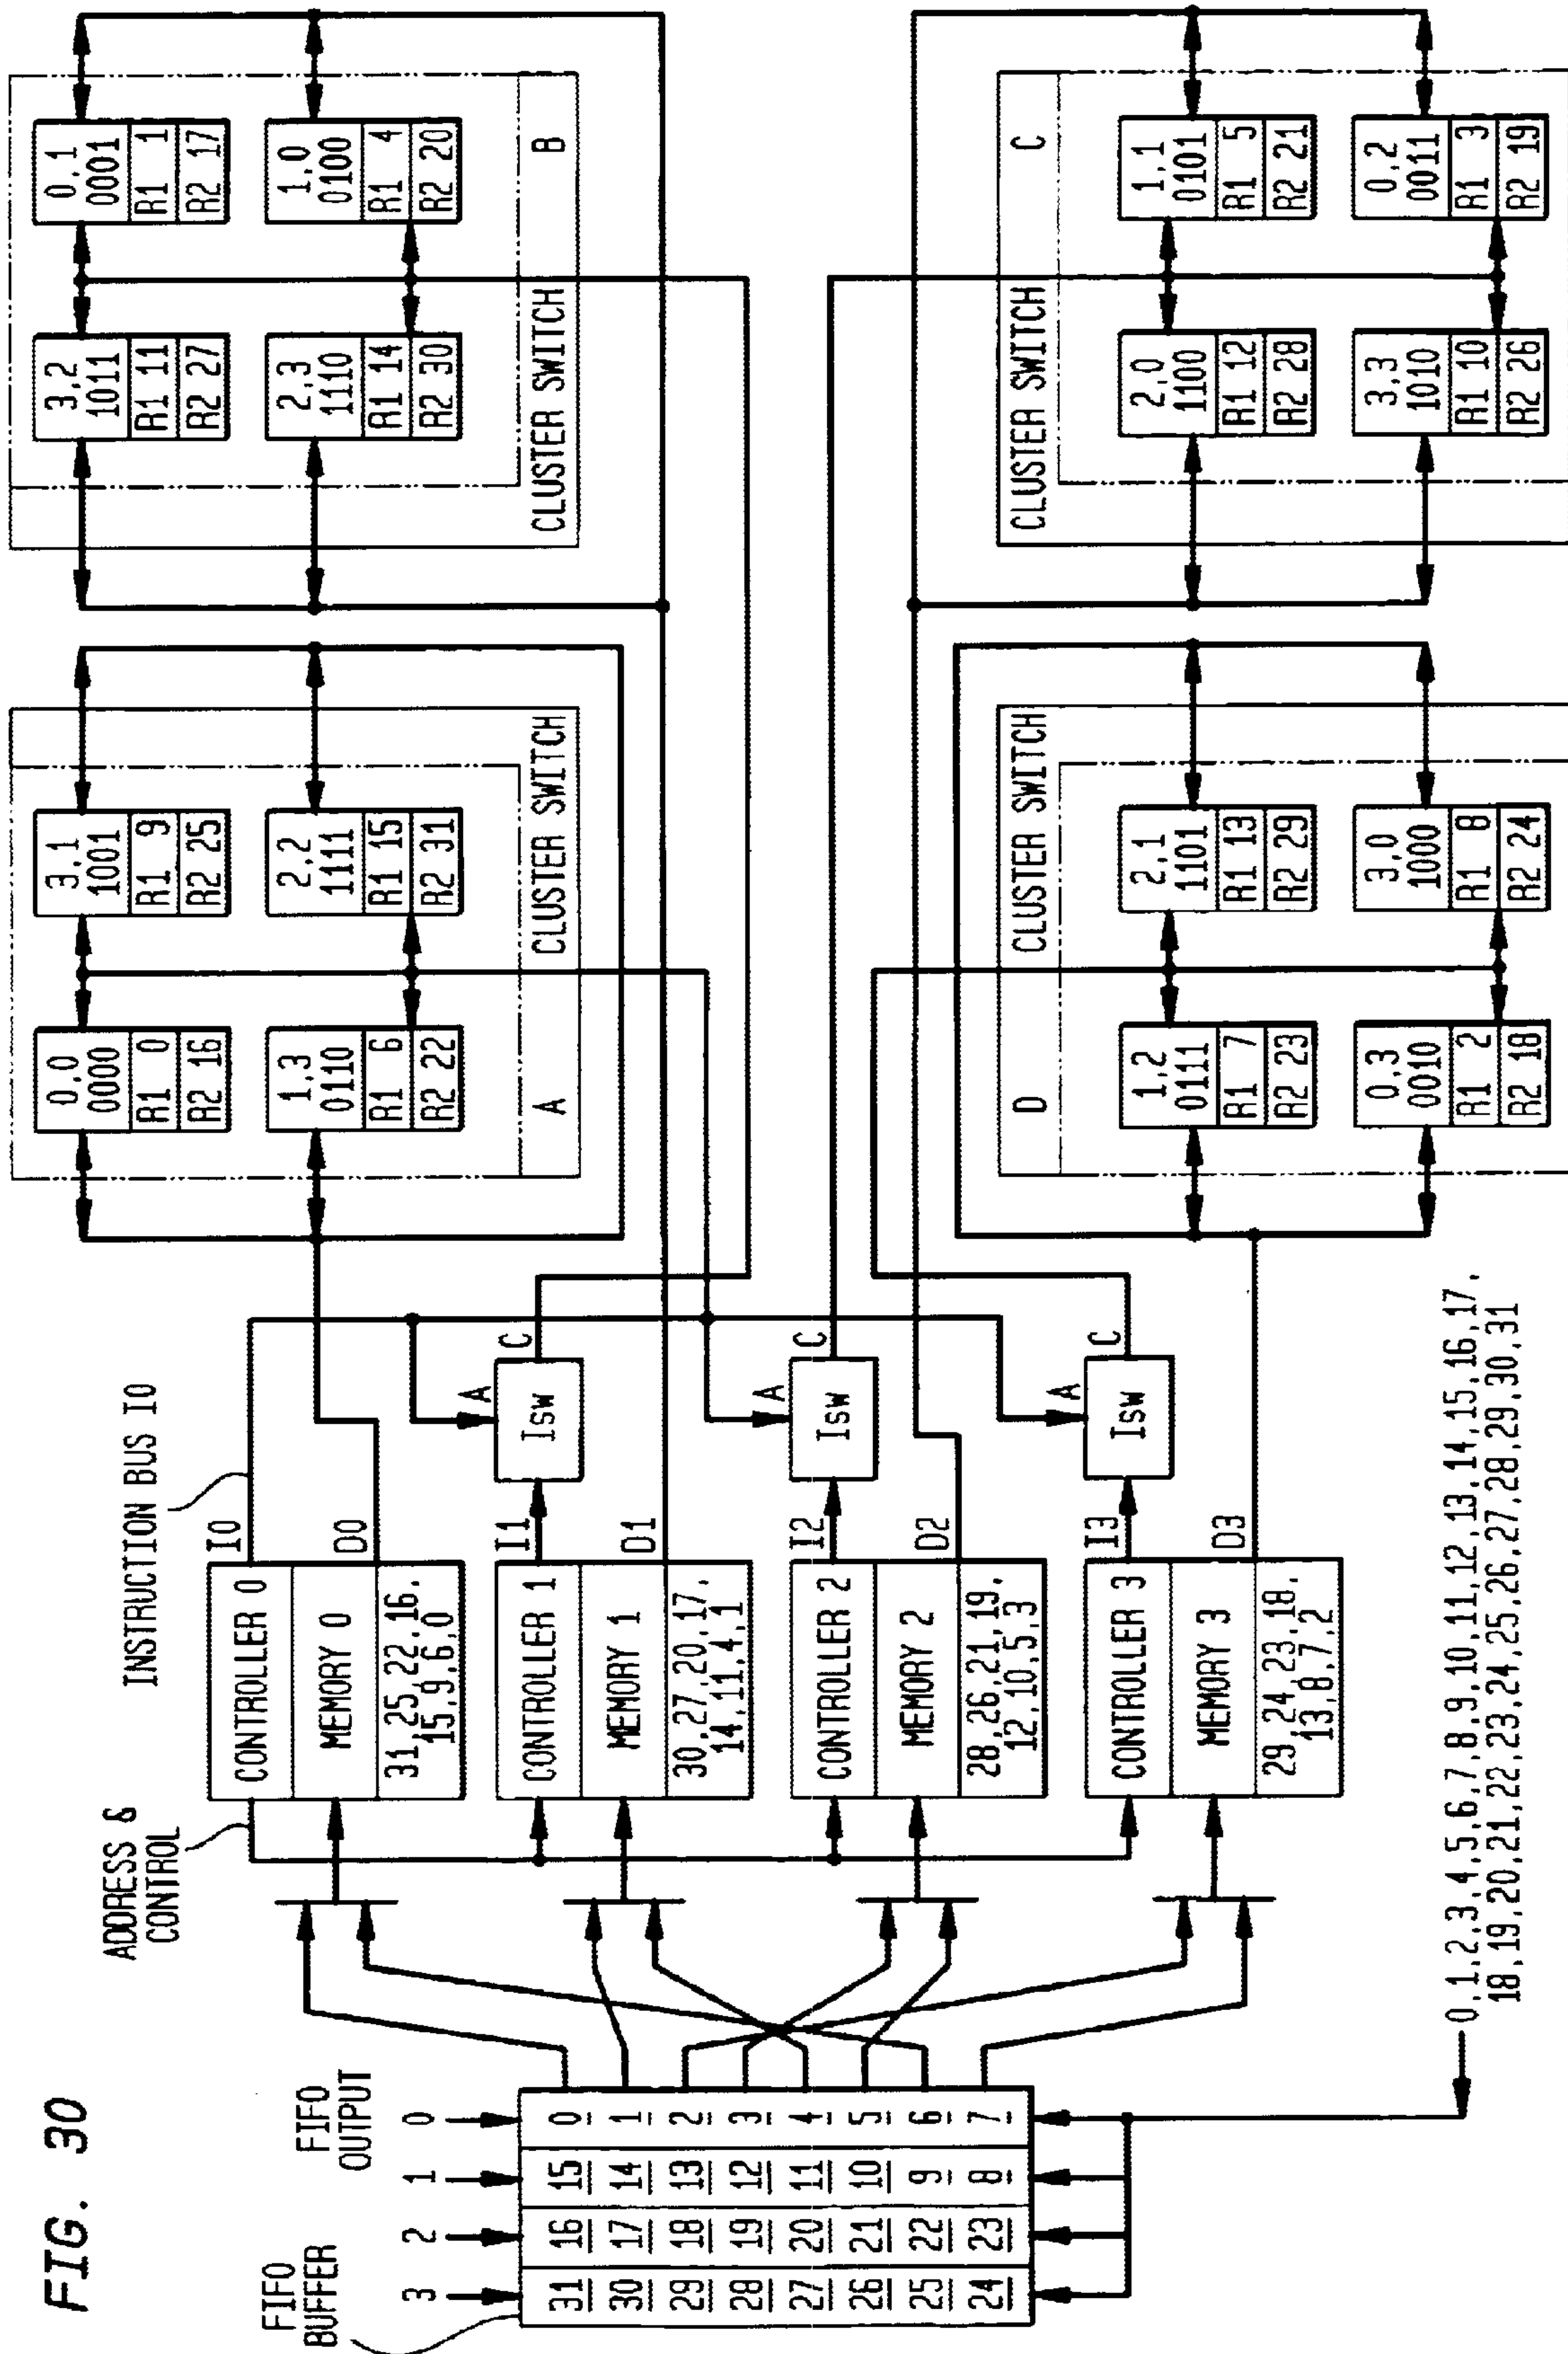 FIG. 30
FIFO
BUFFER
FIFO
OUTPUT
3
2
1
0
31
16
15
0
30
17
14
1
29
18
13
2
28
19
12
3
27
20
11
4
26
21
10
5
25
22
9
6
24
23
8
7
0,1,2,3,4,5,6,7,8,9,10,11,12,13,14,15,16,17,
18,19,20,21,22,23,24,25,26,27,28,29,30,31
ADDRESS &
CONTROL
INSTRUCTION BUS I0
CONTROLLER 0
I0
MEMORY 0
D0
31,25,22,16,
15,9,6,0
CONTROLLER 1
I1
MEMORY 1
D1
30,27,20,17,
14,11,4,1
CONTROLLER 2
I2
MEMORY 2
D2
28,26,21,19,
12,10,5,3
CONTROLLER 3
I3
MEMORY 3
D3
29,24,23,18,
13,8,7,2
A
Isw
C
A
Isw
C
A
Isw
C
0,0
0000
R1 0
R2 16
3,1
1001
R1 9
R2 25
1,3
0110
R1 6
R2 22
2,2
1111
R1 15
R2 31
A
CLUSTER SWITCH
3,2
1011
R1 11
R2 27
0,1
0001
R1 1
R2 17
2,3
1110
R1 14
R2 30
1,0
0100
R1 4
R2 20
CLUSTER SWITCH
B
D
CLUSTER SWITCH
1,2
0111
R1 7
R2 23
2,1
1101
R1 13
R2 29
0,3
0010
R1 2
R2 18
3,0
1000
R1 8
R2 24
CLUSTER SWITCH
C
2,0
1100
R1 12
R2 28
1,1
0101
R1 5
R2 21
3,3
1010
R1 10
R2 26
0,2
0011
R1 3
R2 19